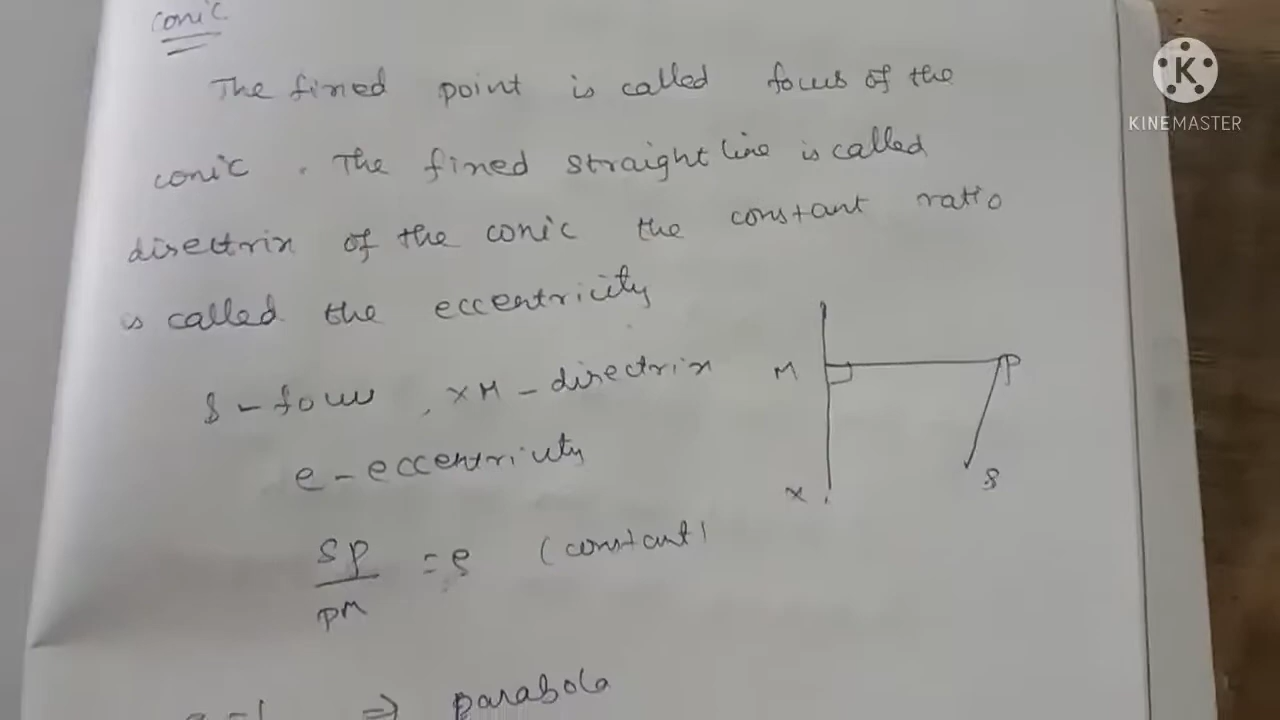 conic
The fixed point is called focus of the
conic. The fixed straight line is called
directrix of the conic the constant ratio
is called the eccentricity
S - focus, XM - directrix
e - eccentricity
SP/PM = e (constant)
e = 1 ⇒ parabola
M
P
X
S
K
KINEMASTER